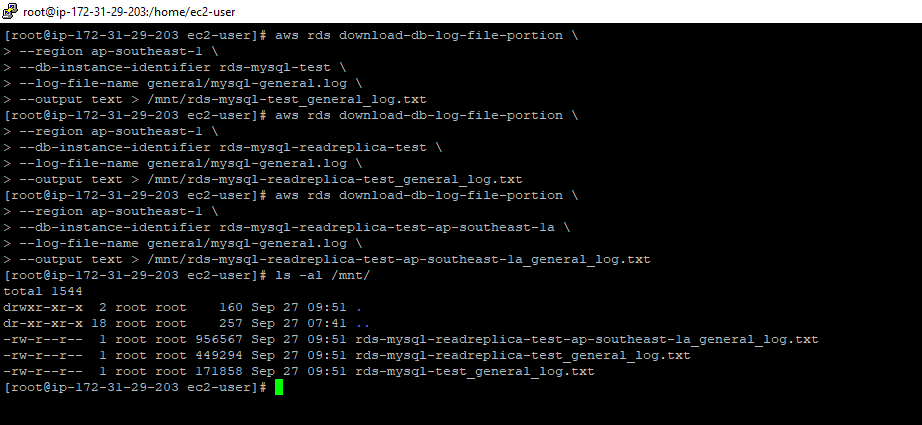 root@ip-172-31-29-203:/home/ec2-user
[root@ip-172-31-29-203 ec2-user]# aws rds download-db-log-file-portion \
> --region ap-southeast-1 \
> --db-instance-identifier rds-mysql-test \
> --log-file-name general/mysql-general.log \
> --output text > /mnt/rds-mysql-test_general_log.txt
[root@ip-172-31-29-203 ec2-user]# aws rds download-db-log-file-portion \
> --region ap-southeast-1 \
> --db-instance-identifier rds-mysql-readreplica-test \
> --log-file-name general/mysql-general.log \
> --output text > /mnt/rds-mysql-readreplica-test_general_log.txt
[root@ip-172-31-29-203 ec2-user]# aws rds download-db-log-file-portion \
> --region ap-southeast-1 \
> --db-instance-identifier rds-mysql-readreplica-test-ap-southeast-1a \
> --log-file-name general/mysql-general.log \
> --output text > /mnt/rds-mysql-readreplica-test-ap-southeast-1a_general_log.txt
[root@ip-172-31-29-203 ec2-user]# ls -al /mnt/
total 1544
drwxr-xr-x  2 root root    160 Sep 27 09:51 .
dr-xr-xr-x 18 root root    257 Sep 27 07:41 ..
-rw-r--r--  1 root root 956567 Sep 27 09:51 rds-mysql-readreplica-test-ap-southeast-1a_general_log.txt
-rw-r--r--  1 root root 449294 Sep 27 09:51 rds-mysql-readreplica-test_general_log.txt
-rw-r--r--  1 root root 171858 Sep 27 09:51 rds-mysql-test_general_log.txt
[root@ip-172-31-29-203 ec2-user]#